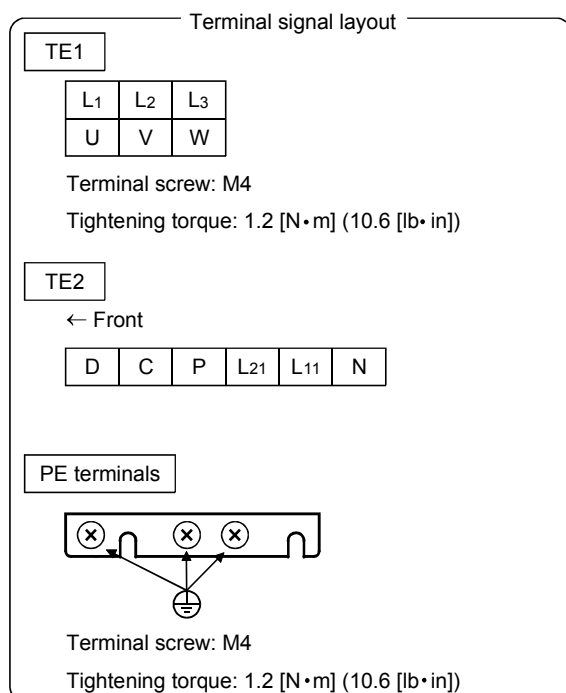 Terminal signal layout
TE1
L1 L2 L3
U V W
Terminal screw: M4
Tightening torque: 1.2 [N•m] (10.6 [lb• in])
TE2
← Front
D C P L21 L11 N
PE terminals
Terminal screw: M4
Tightening torque: 1.2 [N•m] (10.6 [lb•in])